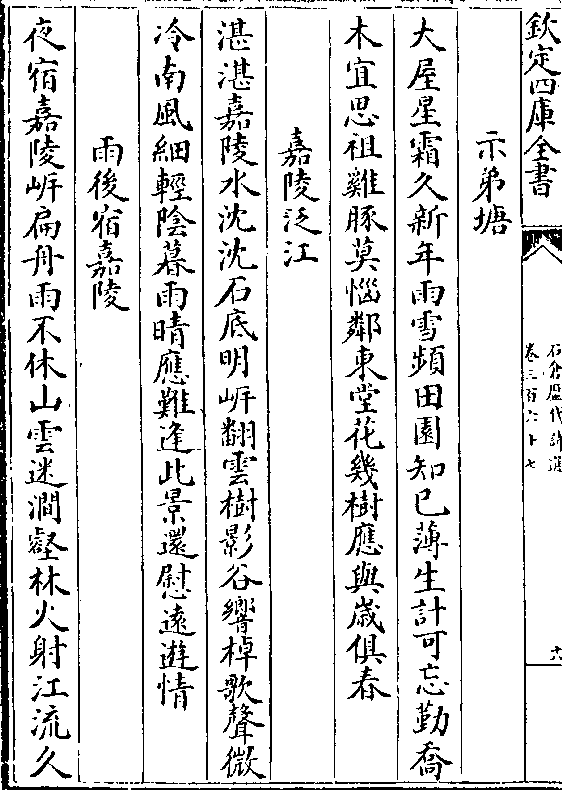 欽定四庫全書
石倉歴代詩選
卷三百六十七
十六
示弟塘
大屋星霜久新年雨雪頻田園知已薄生計可忘勤喬
木宜思祖雞豚莫惱鄰東堂花幾樹應與歳俱春
嘉陵泛江
湛湛嘉陵水沈沈石底明㟁翻雲樹影谷響棹歌聲微
冷南風細輕陰暮雨晴應難逢此景還慰遠遊情
雨後宿嘉陵
夜宿嘉陵㟁扁舟雨不休山雲迷澗壑林火射江流久